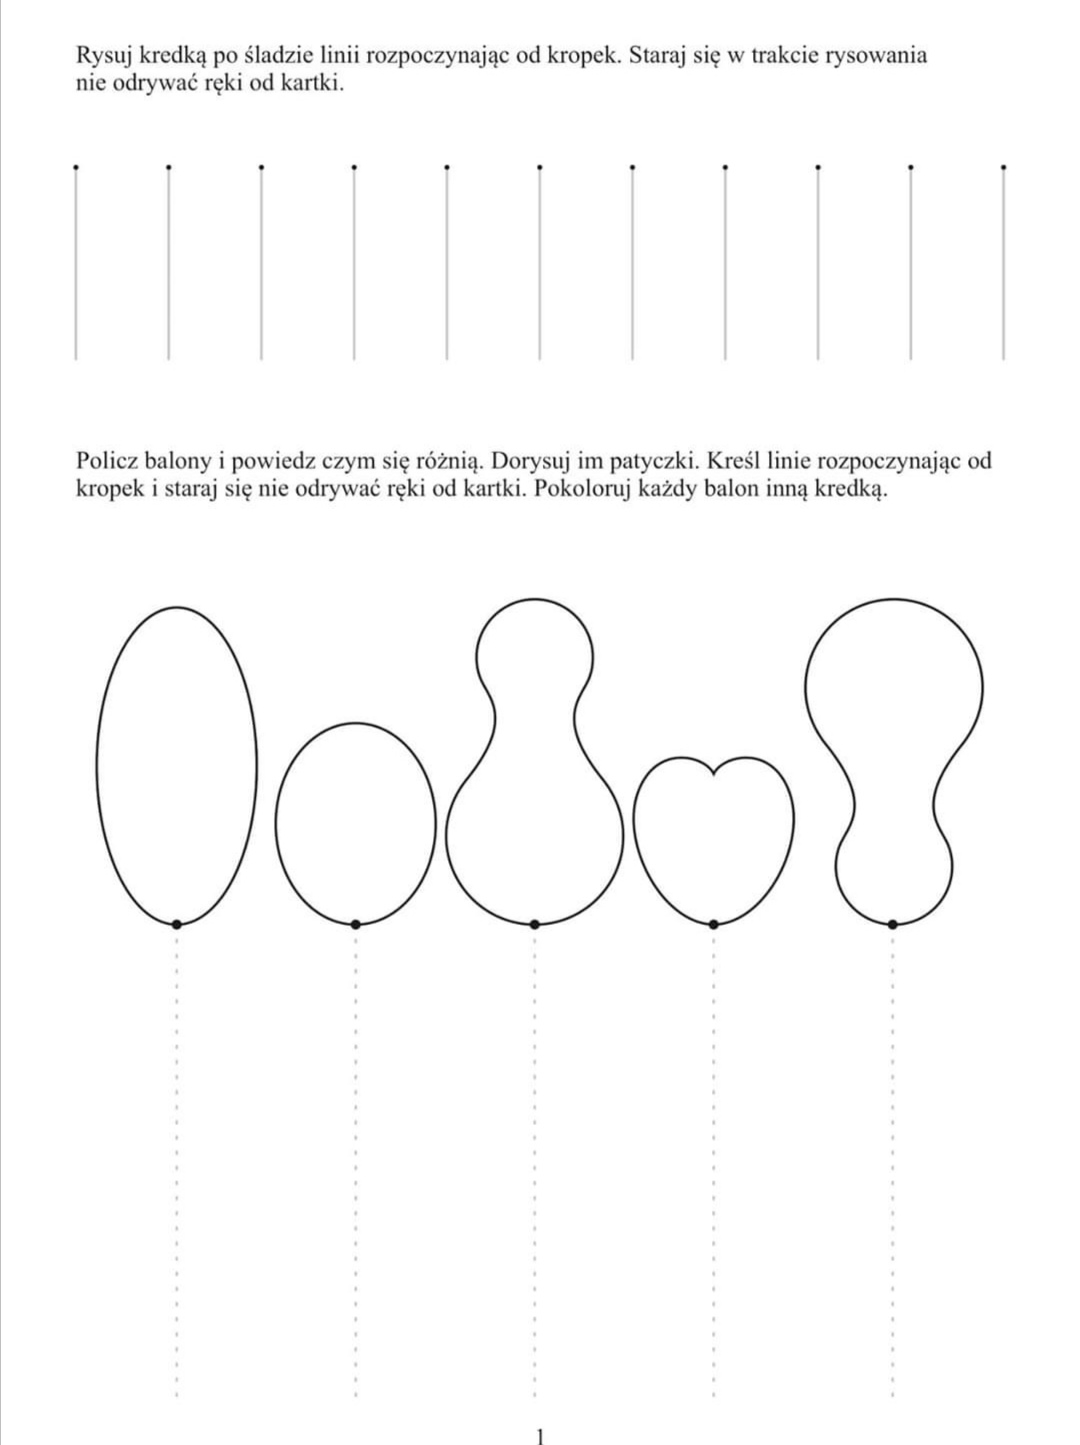 Rysuj kredką po śladzie linii rozpoczynając od kropek. Staraj się w trakcie rysowania
nie odrywać ręki od kartki.
Policz balony i powiedz czym się różnią. Dorysuj im patyczki. Kreśl linie rozpoczynając od
kropek i staraj się nie odrywać ręki od kartki. Pokoloruj każdy balon inną kredką.
1